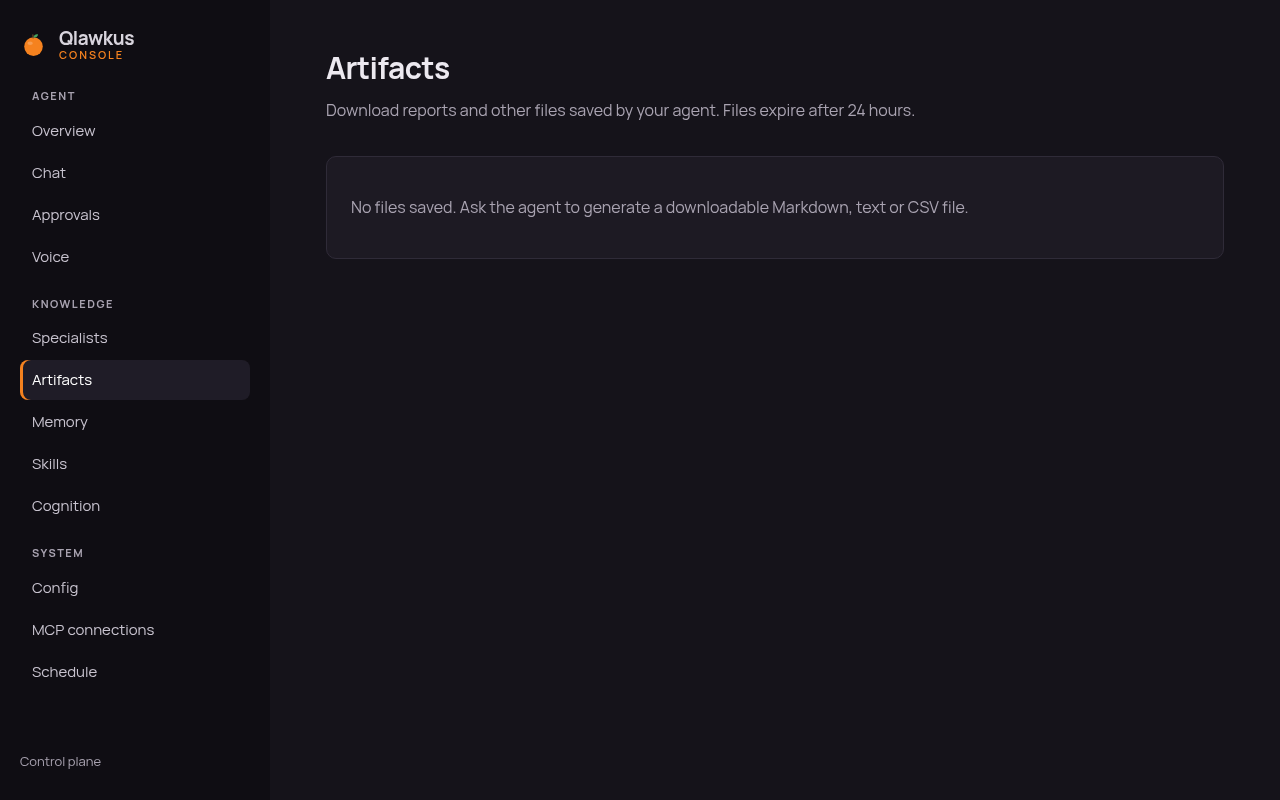 Qlawkus
CONSOLE
AGENT
Overview
Chat
Approvals
Voice
KNOWLEDGE
Specialists
Artifacts
Memory
Skills
Cognition
SYSTEM
Config
MCP connections
Schedule
Control plane
Artifacts
Download reports and other files saved by your agent. Files expire after 24 hours.
No files saved. Ask the agent to generate a downloadable Markdown, text or CSV file.